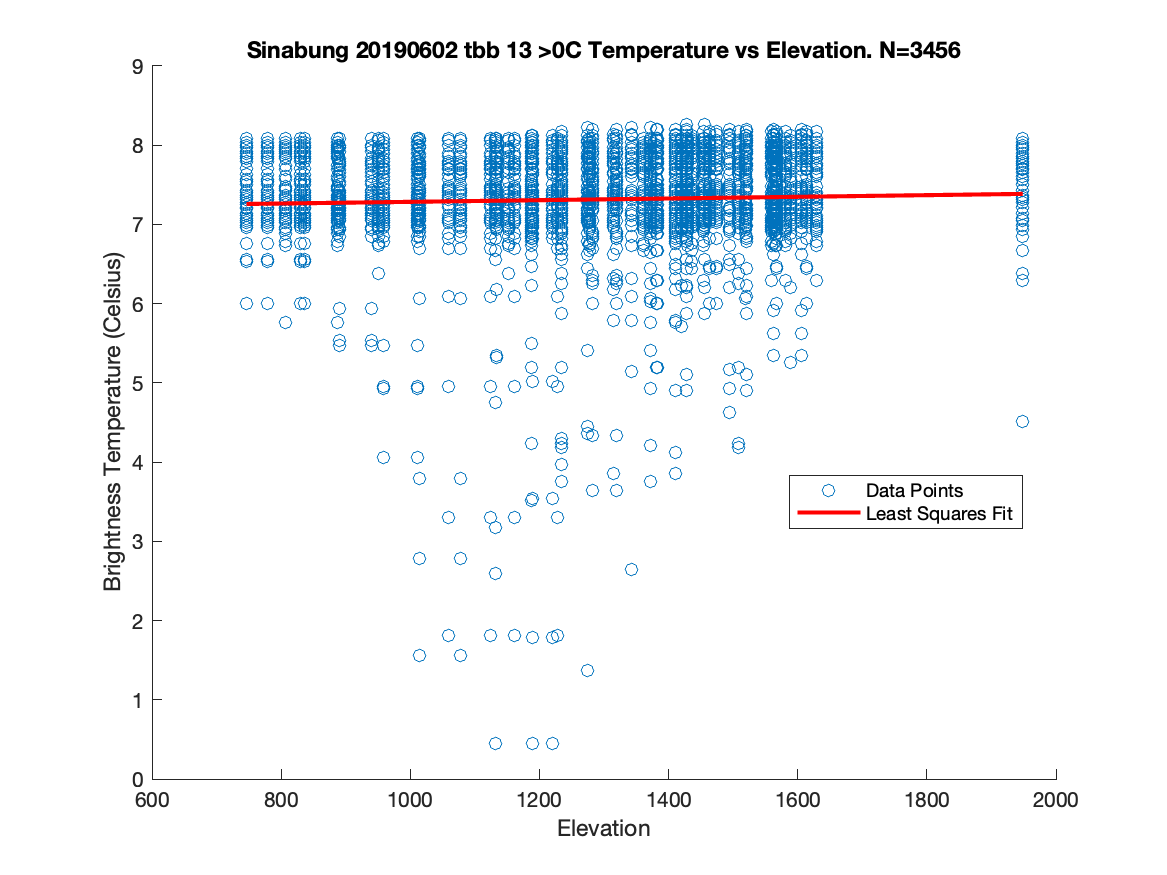 Sinabung 20190602 tbb 13 >0C Temperature vs Elevation. N=3456
9
8
7
6
5
4
3
2
1
0
Brightness Temperature (Celsius)
Data Points
Least Squares Fit
600 800 1000 1200 1400 1600 1800 2000
Elevation